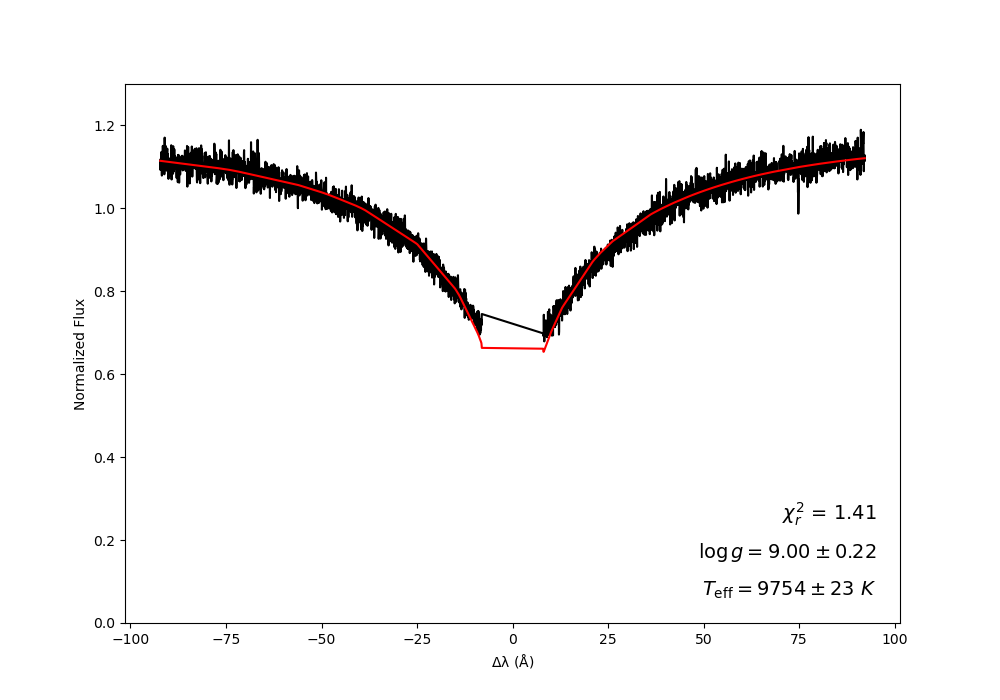 1.2
1.0
0.8
0.6
0.4
0.2
0.0
Normalized Flux
χ²ᵣ = 1.41
log g = 9.00 ± 0.22
T_eff = 9754 ± 23 K
−100 −75 −50 −25 0 25 50 75 100
Δλ (Å)